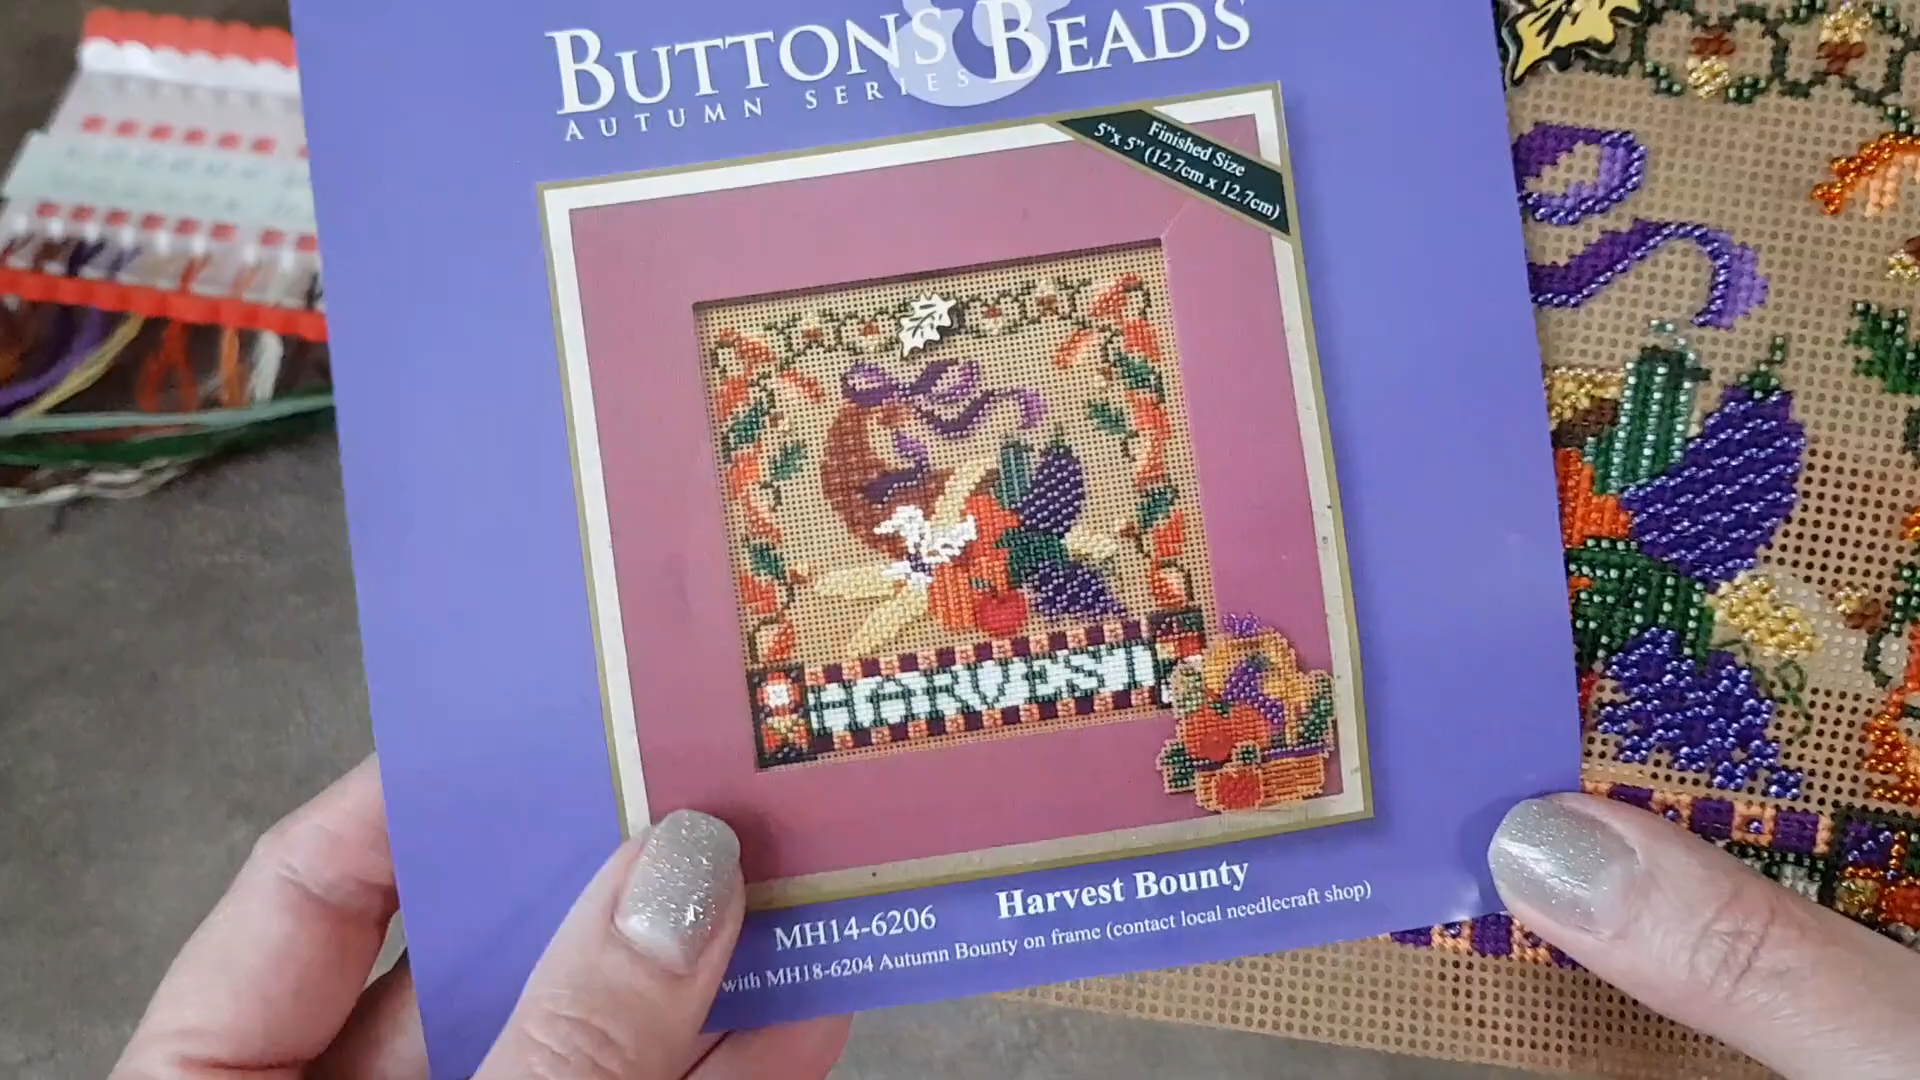 BUTTONS & BEADS
AUTUMN SERIES
Finished Size
5"x 5" (12.7cm x 12.7cm)
HARVEST
MH14-6206
Harvest Bounty
with MH18-6204 Autumn Bounty on frame (contact local needlecraft shop)